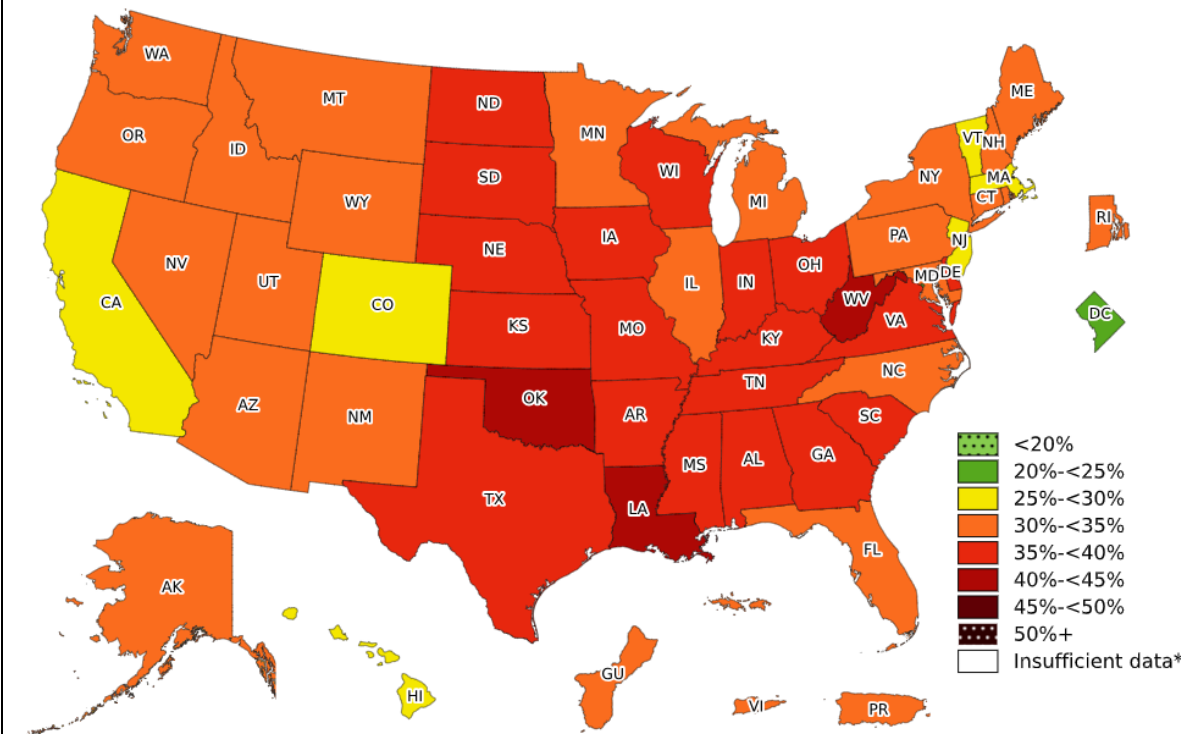 WA
MT
ND
MN
ME
OR
ID
SD
WI
VT
NH
WY
MI
NY
MA
CT
RI
NE
IA
PA
NJ
NV
UT
CO
IL
IN
OH
MD
DE
CA
KS
MO
WV
VA
DC
KY
AZ
NM
OK
AR
TN
NC
SC
TX
MS
AL
GA
LA
FL
AK
HI
GU
VI
PR
<20%
20%-<25%
25%-<30%
30%-<35%
35%-<40%
40%-<45%
45%-<50%
50%+
Insufficient data*